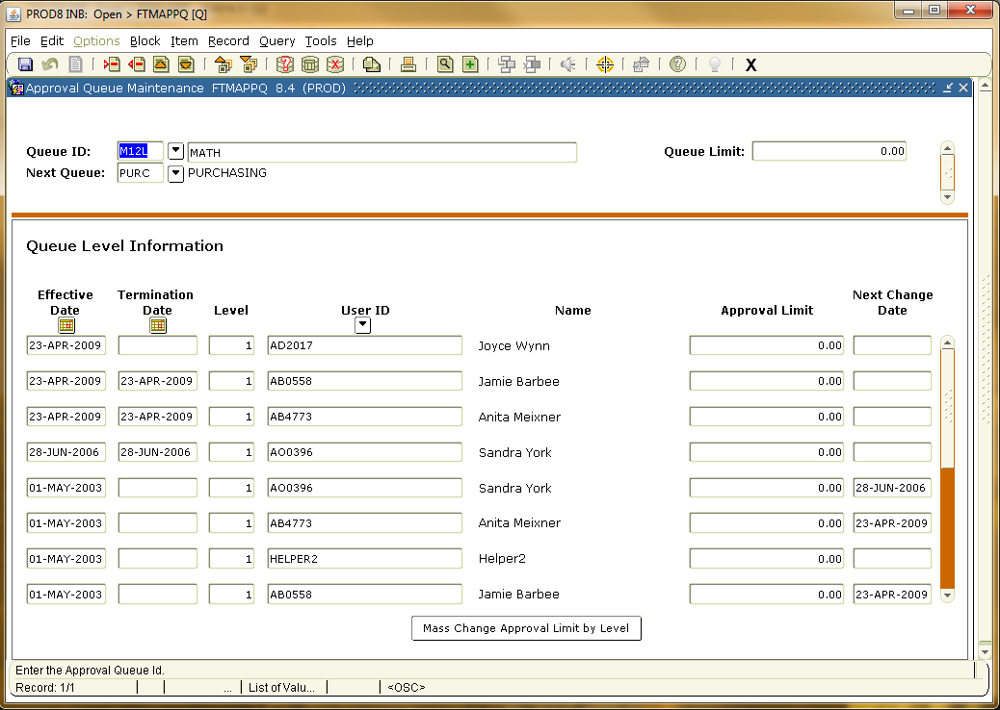 PROD8 INB: Open > FTMAPPQ [Q]
File Edit Options Block Item Record Query Tools Help
X
Approval Queue Maintenance FTMAPPQ 8.4 (PROD)
Queue ID: M12L MATH Queue Limit: 0.00
Next Queue: PURC PURCHASING
Queue Level Information
Effective Termination Next Change
Date Date Level User ID Name Approval Limit Date
23-APR-2009 1 AD2017 Joyce Wynn 0.00
23-APR-2009 23-APR-2009 1 AB0558 Jamie Barbee 0.00
23-APR-2009 23-APR-2009 1 AB4773 Anita Meixner 0.00
28-JUN-2006 28-JUN-2006 1 AO0396 Sandra York 0.00
01-MAY-2003 1 AO0396 Sandra York 0.00 28-JUN-2006
01-MAY-2003 1 AB4773 Anita Meixner 0.00 23-APR-2009
01-MAY-2003 1 HELPER2 Helper2 0.00
01-MAY-2003 1 AB0558 Jamie Barbee 0.00 23-APR-2009
Mass Change Approval Limit by Level
Enter the Approval Queue Id.
Record: 1/1 ... List of Valu... <OSC>